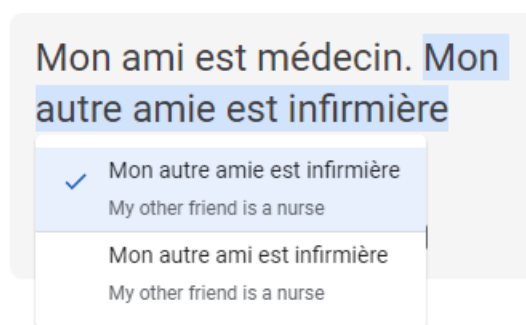 Mon ami est médecin. Mon
autre amie est infirmière
Mon autre amie est infirmière
My other friend is a nurse
Mon autre ami est infirmière
My other friend is a nurse